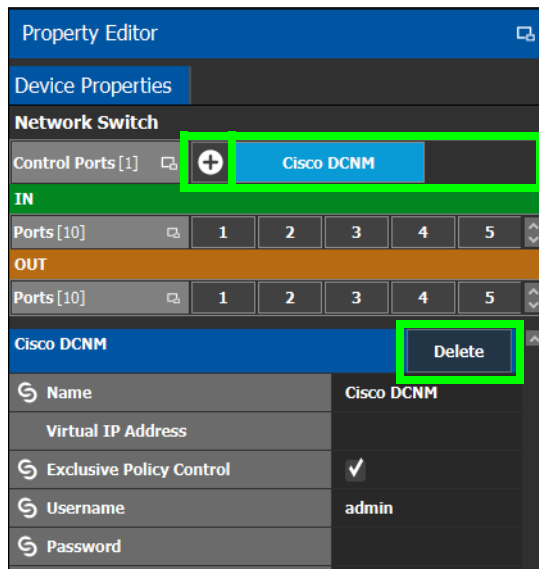 Property Editor
Device Properties
Network Switch
Control Ports [1] Cisco DCNM
IN
Ports [10] 1 2 3 4 5
OUT
Ports [10] 1 2 3 4 5
Cisco DCNM Delete
Name Cisco DCNM
Virtual IP Address
Exclusive Policy Control
Username admin
Password